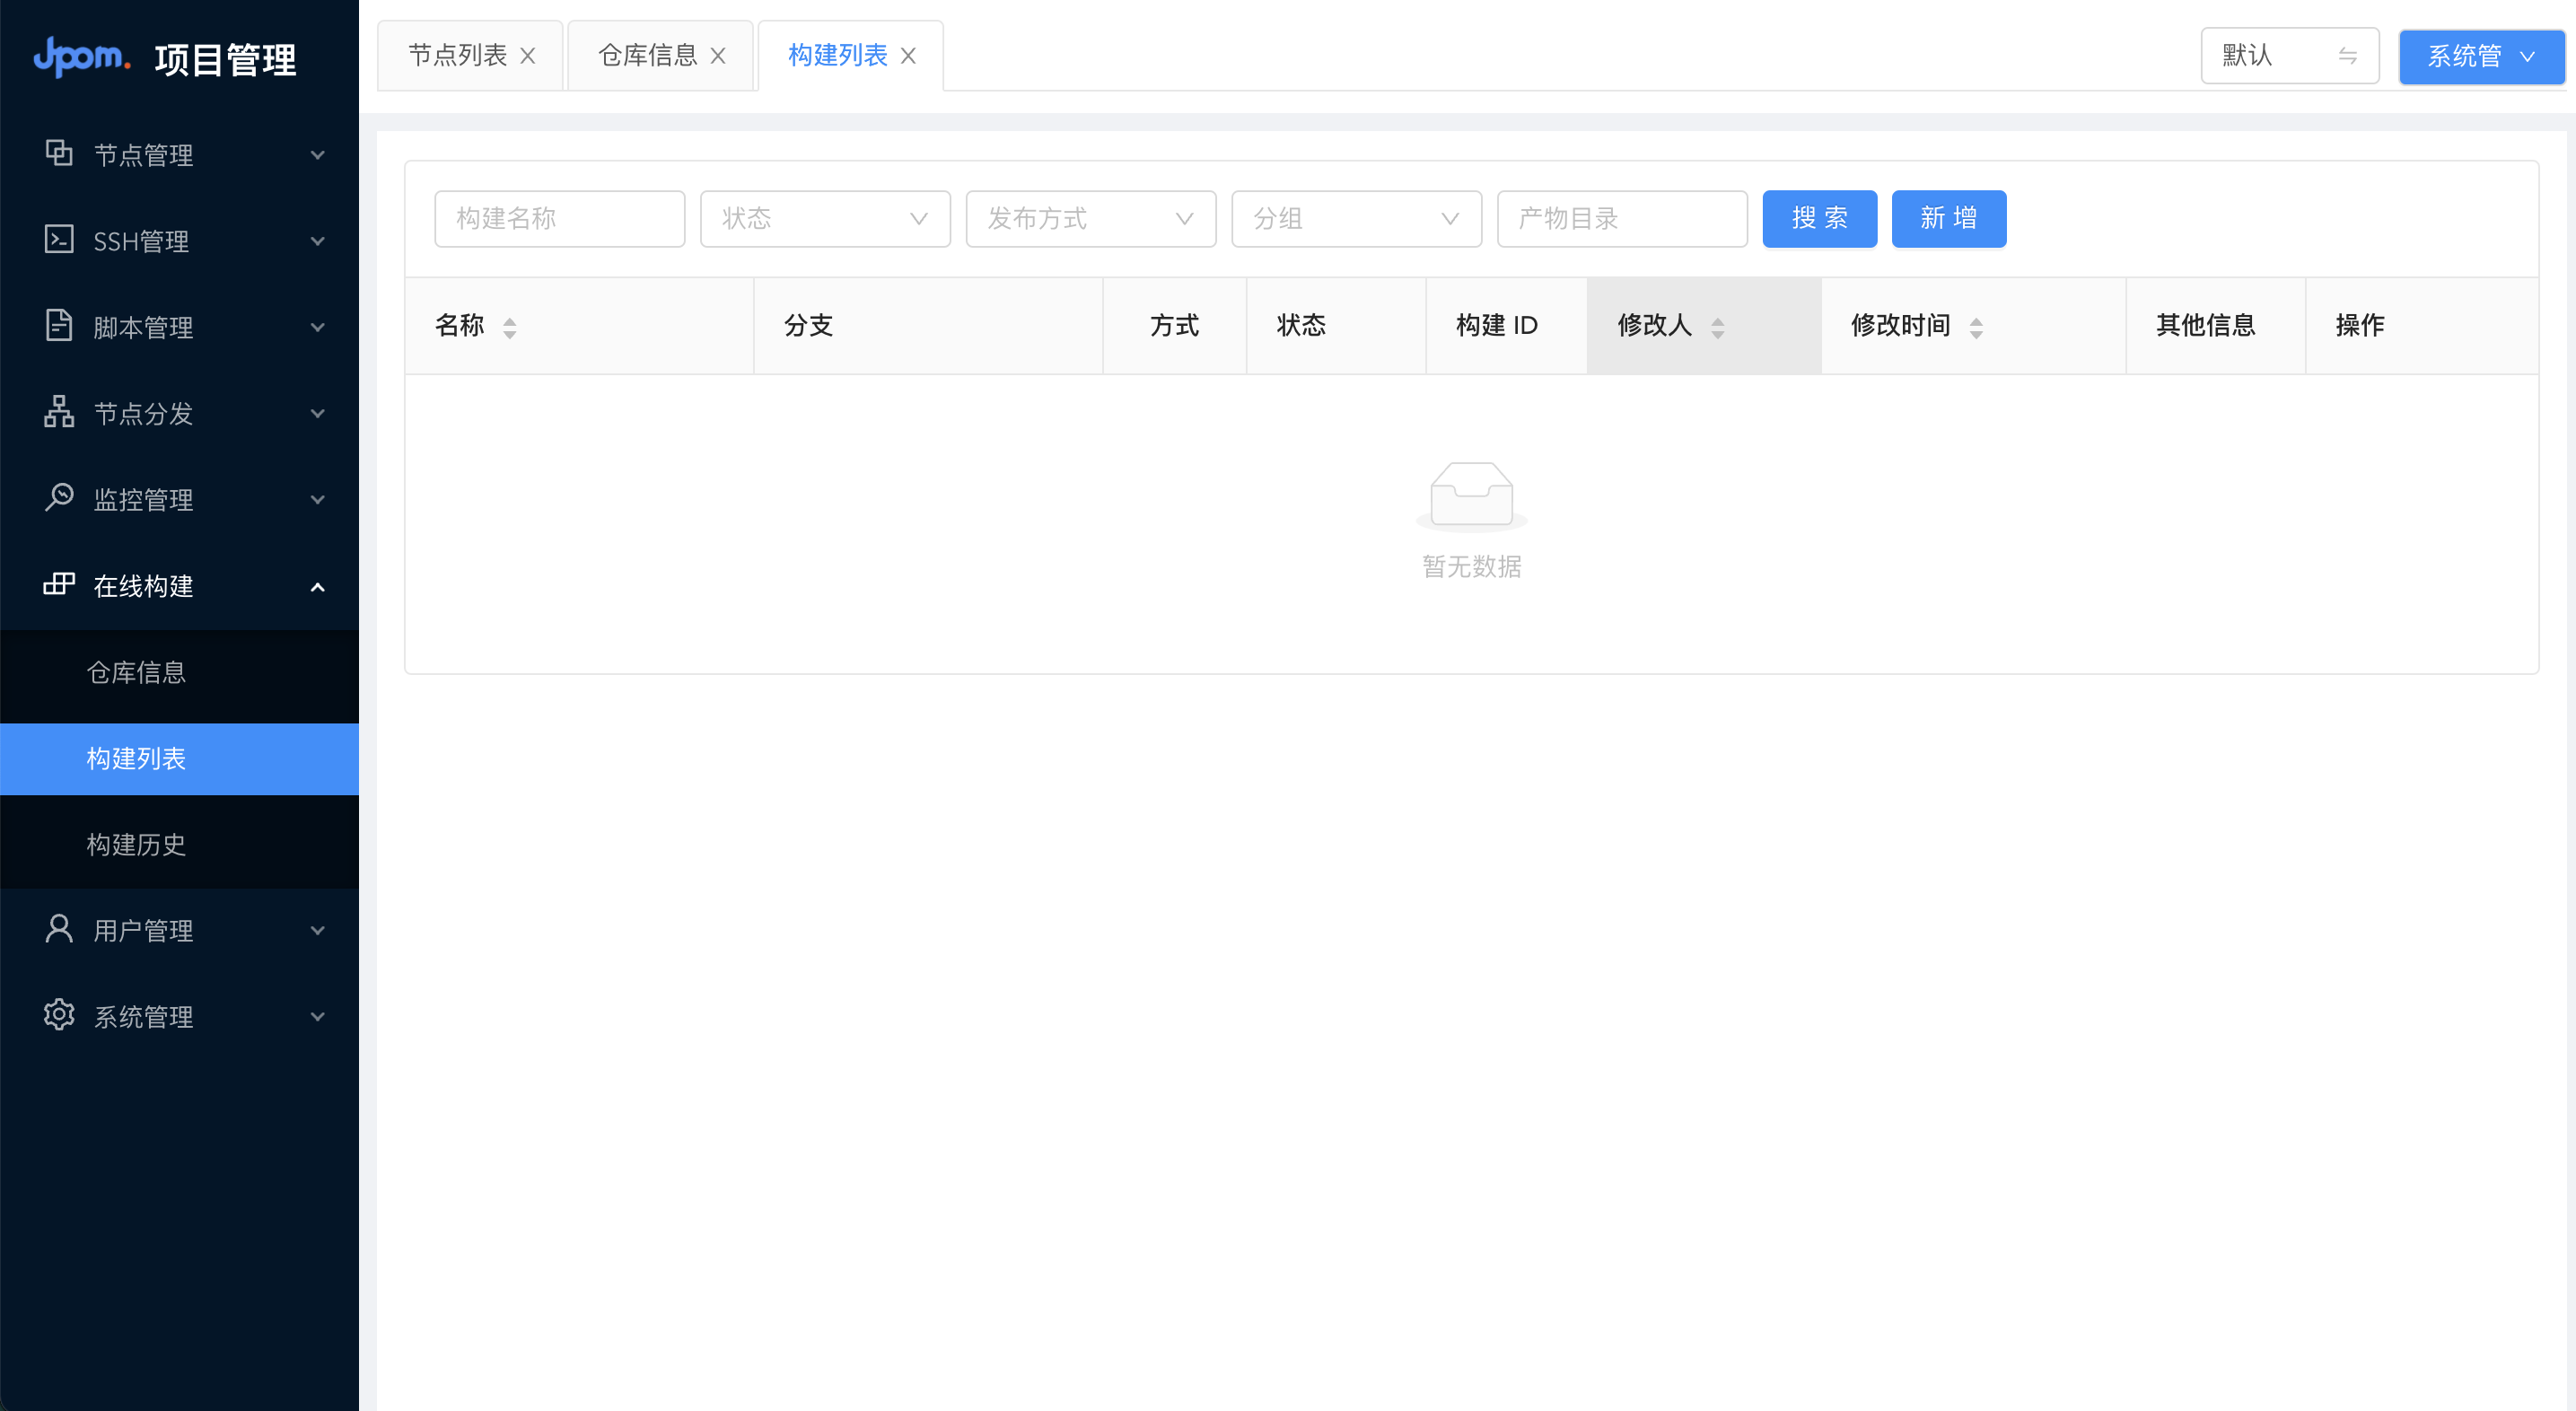 Jpom. 项目管理
节点管理
SSH管理
脚本管理
节点分发
监控管理
在线构建
仓库信息
构建列表
构建历史
用户管理
系统管理
节点列表 仓库信息 构建列表 默认 系统管
构建名称 状态 发布方式 分组 产物目录 搜 索 新 增
名称 分支 方式 状态 构建 ID 修改人 修改时间 其他信息 操作
暂无数据